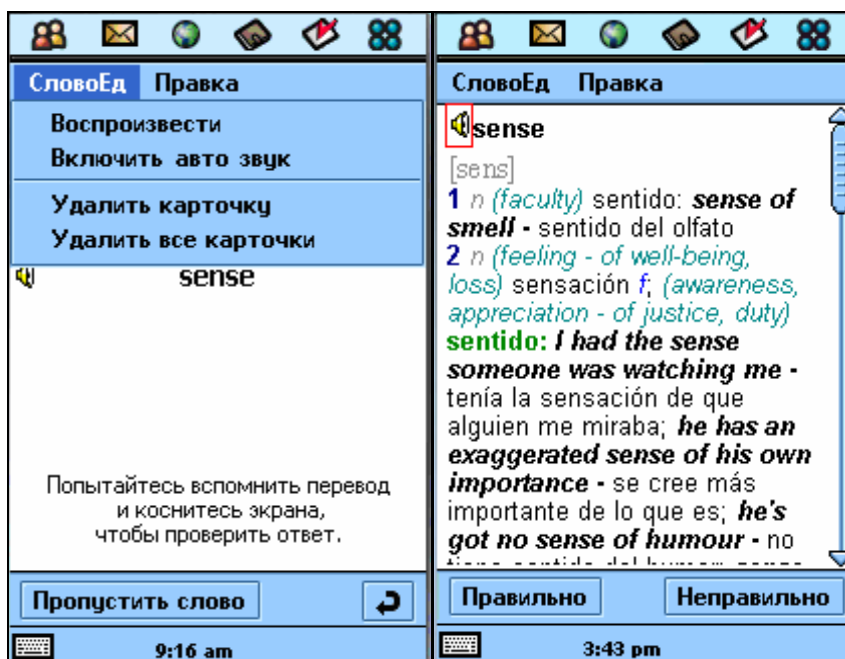 СловоЕд Правка
Воспроизвести
Включить авто звук
Удалить карточку
Удалить все карточки
sense
Попытайтесь вспомнить перевод
и коснитесь экрана,
чтобы проверить ответ.
Пропустить слово
9:16 am
СловоЕд Правка
sense
[sens]
1 n (faculty) sentido: sense of
smell - sentido del olfato
2 n (feeling - of well-being,
loss) sensación f; (awareness,
appreciation - of justice, duty)
sentido: I had the sense
someone was watching me -
tenía la sensación de que
alguien me miraba; he has an
exaggerated sense of his own
importance - se cree más
importante de lo que es; he's
got no sense of humour - no
Правильно Неправильно
3:43 pm